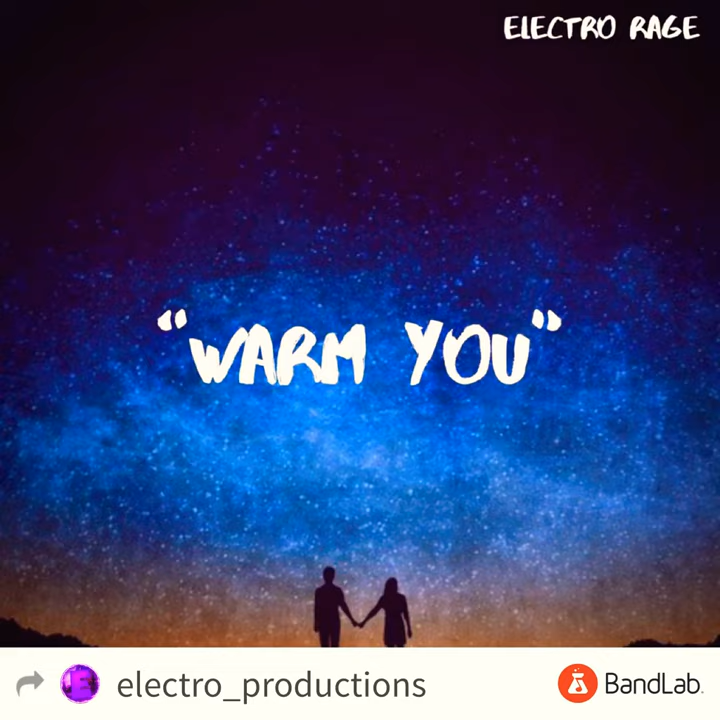 ELECTRO RAGE
“WARM YOU”
E
electro_productions
BandLab.